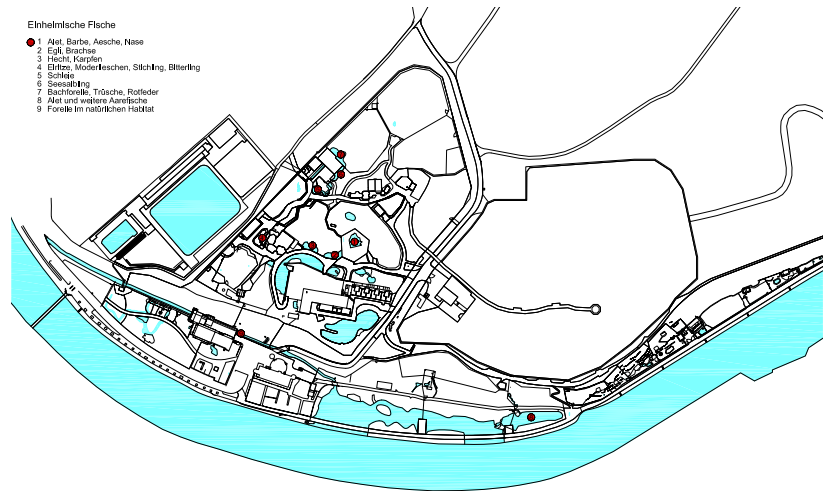 Einheimische Fische
1 Alet, Barbe, Aesche, Nase
2 Egli, Brachse
3 Hecht, Karpfen
4 Elritze, Moderlieschen, Stichling, Bitterling
5 Schleie
6 Seesaibling
7 Bachforelle, Trüsche, Rotfeder
8 Alet und weitere Aarefische
9 Forelle im natürlichen Habitat